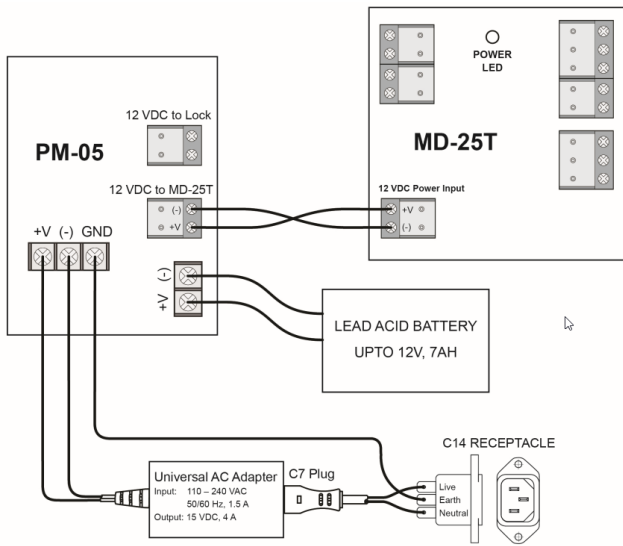 POWER
LED
12 VDC to Lock
PM-05
MD-25T
12 VDC to MD-25T
(-)
+V
12 VDC Power Input
+V
(-)
+V (-) GND
(-)
+V
LEAD ACID BATTERY
UPTO 12V, 7AH
C14 RECEPTACLE
Universal AC Adapter
Input: 110 – 240 VAC
50/60 Hz, 1.5 A
Output: 15 VDC, 4 A
C7 Plug
Live
Earth
Neutral